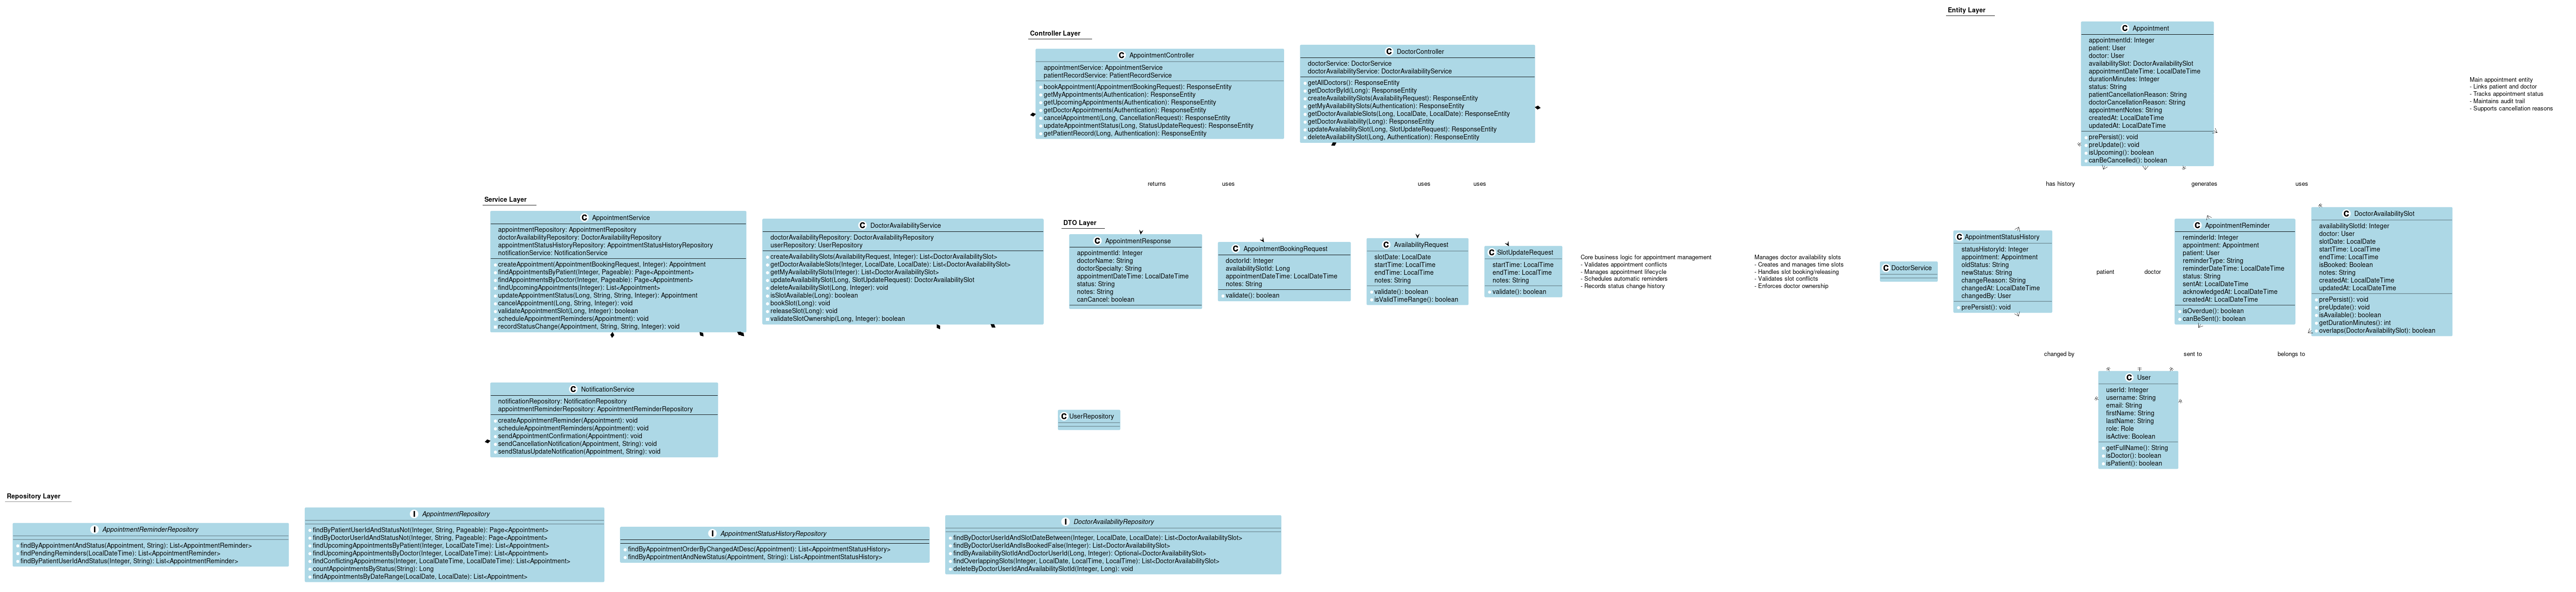 Entity Layer
C Appointment
appointmentId: Integer
patient: User
doctor: User
availabilitySlot: DoctorAvailabilitySlot
appointmentDateTime: LocalDateTime
durationMinutes: Integer
status: String
patientCancellationReason: String
doctorCancellationReason: String
appointmentNotes: String
createdAt: LocalDateTime
updatedAt: LocalDateTime
prePersist(): void
preUpdate(): void
isUpcoming(): boolean
canBeCancelled(): boolean
Main appointment entity
- Links patient and doctor
- Tracks appointment status
- Maintains audit trail
- Supports cancellation reasons
Controller Layer
C AppointmentController
appointmentService: AppointmentService
patientRecordService: PatientRecordService
bookAppointment(AppointmentBookingRequest): ResponseEntity
getMyAppointments(Authentication): ResponseEntity
getUpcomingAppointments(Authentication): ResponseEntity
getDoctorAppointments(Authentication): ResponseEntity
cancelAppointment(Long, CancellationRequest): ResponseEntity
updateAppointmentStatus(Long, StatusUpdateRequest): ResponseEntity
getPatientRecord(Long, Authentication): ResponseEntity
C DoctorController
doctorService: DoctorService
doctorAvailabilityService: DoctorAvailabilityService
getAllDoctors(): ResponseEntity
getDoctorById(Long): ResponseEntity
createAvailabilitySlots(AvailabilityRequest): ResponseEntity
getMyAvailabilitySlots(Authentication): ResponseEntity
getDoctorAvailableSlots(Long, LocalDate, LocalDate): ResponseEntity
getDoctorAvailability(Long): ResponseEntity
updateAvailabilitySlot(Long, SlotUpdateRequest): ResponseEntity
deleteAvailabilitySlot(Long, Authentication): ResponseEntity
returns
uses
uses
uses
has history
generates
uses
Service Layer
C AppointmentService
appointmentRepository: AppointmentRepository
doctorAvailabilityRepository: DoctorAvailabilityRepository
appointmentStatusHistoryRepository: AppointmentStatusHistoryRepository
notificationService: NotificationService
createAppointment(AppointmentBookingRequest, Integer): Appointment
findAppointmentsByPatient(Integer, Pageable): Page<Appointment>
findAppointmentsByDoctor(Integer, Pageable): Page<Appointment>
findUpcomingAppointments(Integer): List<Appointment>
updateAppointmentStatus(Long, String, String, Integer): Appointment
cancelAppointment(Long, String, Integer): void
validateAppointmentSlot(Long, Integer): boolean
scheduleAppointmentReminders(Appointment): void
recordStatusChange(Appointment, String, String, Integer): void
C DoctorAvailabilityService
doctorAvailabilityRepository: DoctorAvailabilityRepository
userRepository: UserRepository
createAvailabilitySlots(AvailabilityRequest, Integer): List<DoctorAvailabilitySlot>
getDoctorAvailableSlots(Integer, LocalDate, LocalDate): List<DoctorAvailabilitySlot>
getMyAvailabilitySlots(Integer): List<DoctorAvailabilitySlot>
updateAvailabilitySlot(Long, SlotUpdateRequest): DoctorAvailabilitySlot
deleteAvailabilitySlot(Long, Integer): void
isSlotAvailable(Long): boolean
bookSlot(Long): void
releaseSlot(Long): void
validateSlotOwnership(Long, Integer): boolean
DTO Layer
C AppointmentResponse
appointmentId: Integer
doctorName: String
doctorSpecialty: String
appointmentDateTime: LocalDateTime
status: String
notes: String
canCancel: boolean
C AppointmentBookingRequest
doctorId: Integer
availabilitySlotId: Long
appointmentDateTime: LocalDateTime
notes: String
validate(): boolean
C AvailabilityRequest
slotDate: LocalDate
startTime: LocalTime
endTime: LocalTime
notes: String
validate(): boolean
isValidTimeRange(): boolean
C SlotUpdateRequest
startTime: LocalTime
endTime: LocalTime
notes: String
validate(): boolean
Core business logic for appointment management
- Validates appointment conflicts
- Manages appointment lifecycle
- Schedules automatic reminders
- Records status change history
Manages doctor availability slots
- Creates and manages time slots
- Handles slot booking/releasing
- Validates slot conflicts
- Enforces doctor ownership
C DoctorService
C AppointmentStatusHistory
statusHistoryId: Integer
appointment: Appointment
oldStatus: String
newStatus: String
changeReason: String
changedAt: LocalDateTime
changedBy: User
prePersist(): void
patient
doctor
C AppointmentReminder
reminderId: Integer
appointment: Appointment
patient: User
reminderType: String
reminderDateTime: LocalDateTime
status: String
sentAt: LocalDateTime
acknowledgedAt: LocalDateTime
createdAt: LocalDateTime
isOverdue(): boolean
canBeSent(): boolean
C DoctorAvailabilitySlot
availabilitySlotId: Integer
doctor: User
slotDate: LocalDate
startTime: LocalTime
endTime: LocalTime
isBooked: Boolean
notes: String
createdAt: LocalDateTime
updatedAt: LocalDateTime
prePersist(): void
preUpdate(): void
isAvailable(): boolean
getDurationMinutes(): int
overlaps(DoctorAvailabilitySlot): boolean
changed by
sent to
belongs to
C NotificationService
notificationRepository: NotificationRepository
appointmentReminderRepository: AppointmentReminderRepository
createAppointmentReminder(Appointment): void
scheduleAppointmentReminders(Appointment): void
sendAppointmentConfirmation(Appointment): void
sendCancellationNotification(Appointment, String): void
sendStatusUpdateNotification(Appointment, String): void
C UserRepository
C User
userId: Integer
username: String
email: String
firstName: String
lastName: String
role: Role
isActive: Boolean
getFullName(): String
isDoctor(): boolean
isPatient(): boolean
Repository Layer
I AppointmentReminderRepository
findByAppointmentAndStatus(Appointment, String): List<AppointmentReminder>
findPendingReminders(LocalDateTime): List<AppointmentReminder>
findByPatientUserIdAndStatus(Integer, String): List<AppointmentReminder>
I AppointmentRepository
findByPatientUserIdAndStatusNot(Integer, String, Pageable): Page<Appointment>
findByDoctorUserIdAndStatusNot(Integer, String, Pageable): Page<Appointment>
findUpcomingAppointmentsByPatient(Integer, LocalDateTime): List<Appointment>
findUpcomingAppointmentsByDoctor(Integer, LocalDateTime): List<Appointment>
findConflictingAppointments(Integer, LocalDateTime, LocalDateTime): List<Appointment>
countAppointmentsByStatus(String): Long
findAppointmentsByDateRange(LocalDate, LocalDate): List<Appointment>
I AppointmentStatusHistoryRepository
findByAppointmentOrderByChangedAtDesc(Appointment): List<AppointmentStatusHistory>
findByAppointmentAndNewStatus(Appointment, String): List<AppointmentStatusHistory>
I DoctorAvailabilityRepository
findByDoctorUserIdAndSlotDateBetween(Integer, LocalDate, LocalDate): List<DoctorAvailabilitySlot>
findByDoctorUserIdAndIsBookedFalse(Integer): List<DoctorAvailabilitySlot>
findByAvailabilitySlotIdAndDoctorUserId(Long, Integer): Optional<DoctorAvailabilitySlot>
findOverlappingSlots(Integer, LocalDate, LocalTime, LocalTime): List<DoctorAvailabilitySlot>
deleteByDoctorUserIdAndAvailabilitySlotId(Integer, Long): void